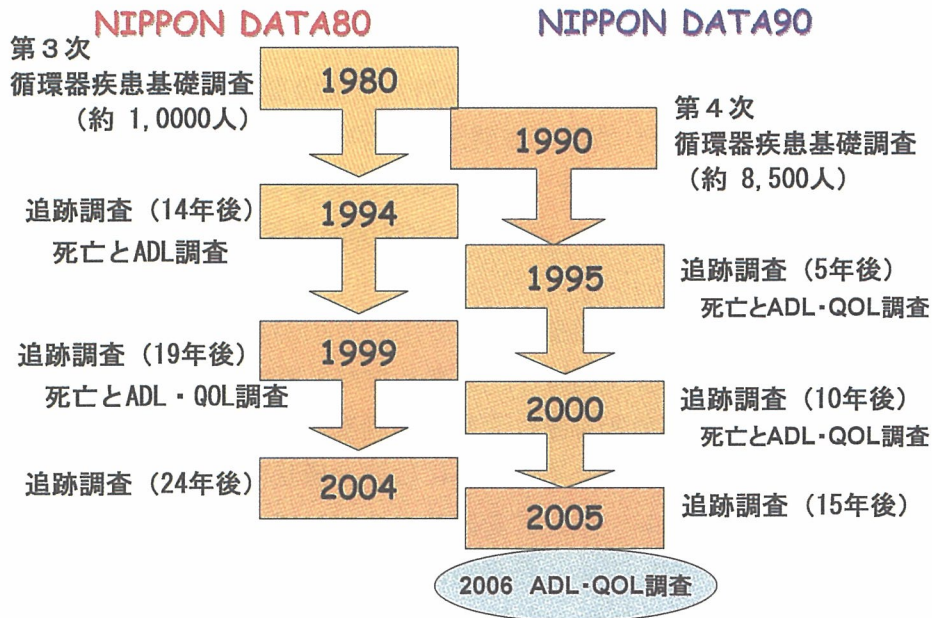 NIPPON DATA80
第３次
循環器疾患基礎調査
（約 1,0000人）
1980
追跡調査（14年後）
死亡とADL調査
1994
追跡調査（19年後）
死亡とADL・QOL調査
1999
追跡調査（24年後）
2004
NIPPON DATA90
1990
第４次
循環器疾患基礎調査
（約 8,500人）
1995
追跡調査（5年後）
死亡とADL・QOL調査
2000
追跡調査（10年後）
死亡とADL・QOL調査
2005
追跡調査（15年後）
2006 ADL・QOL調査